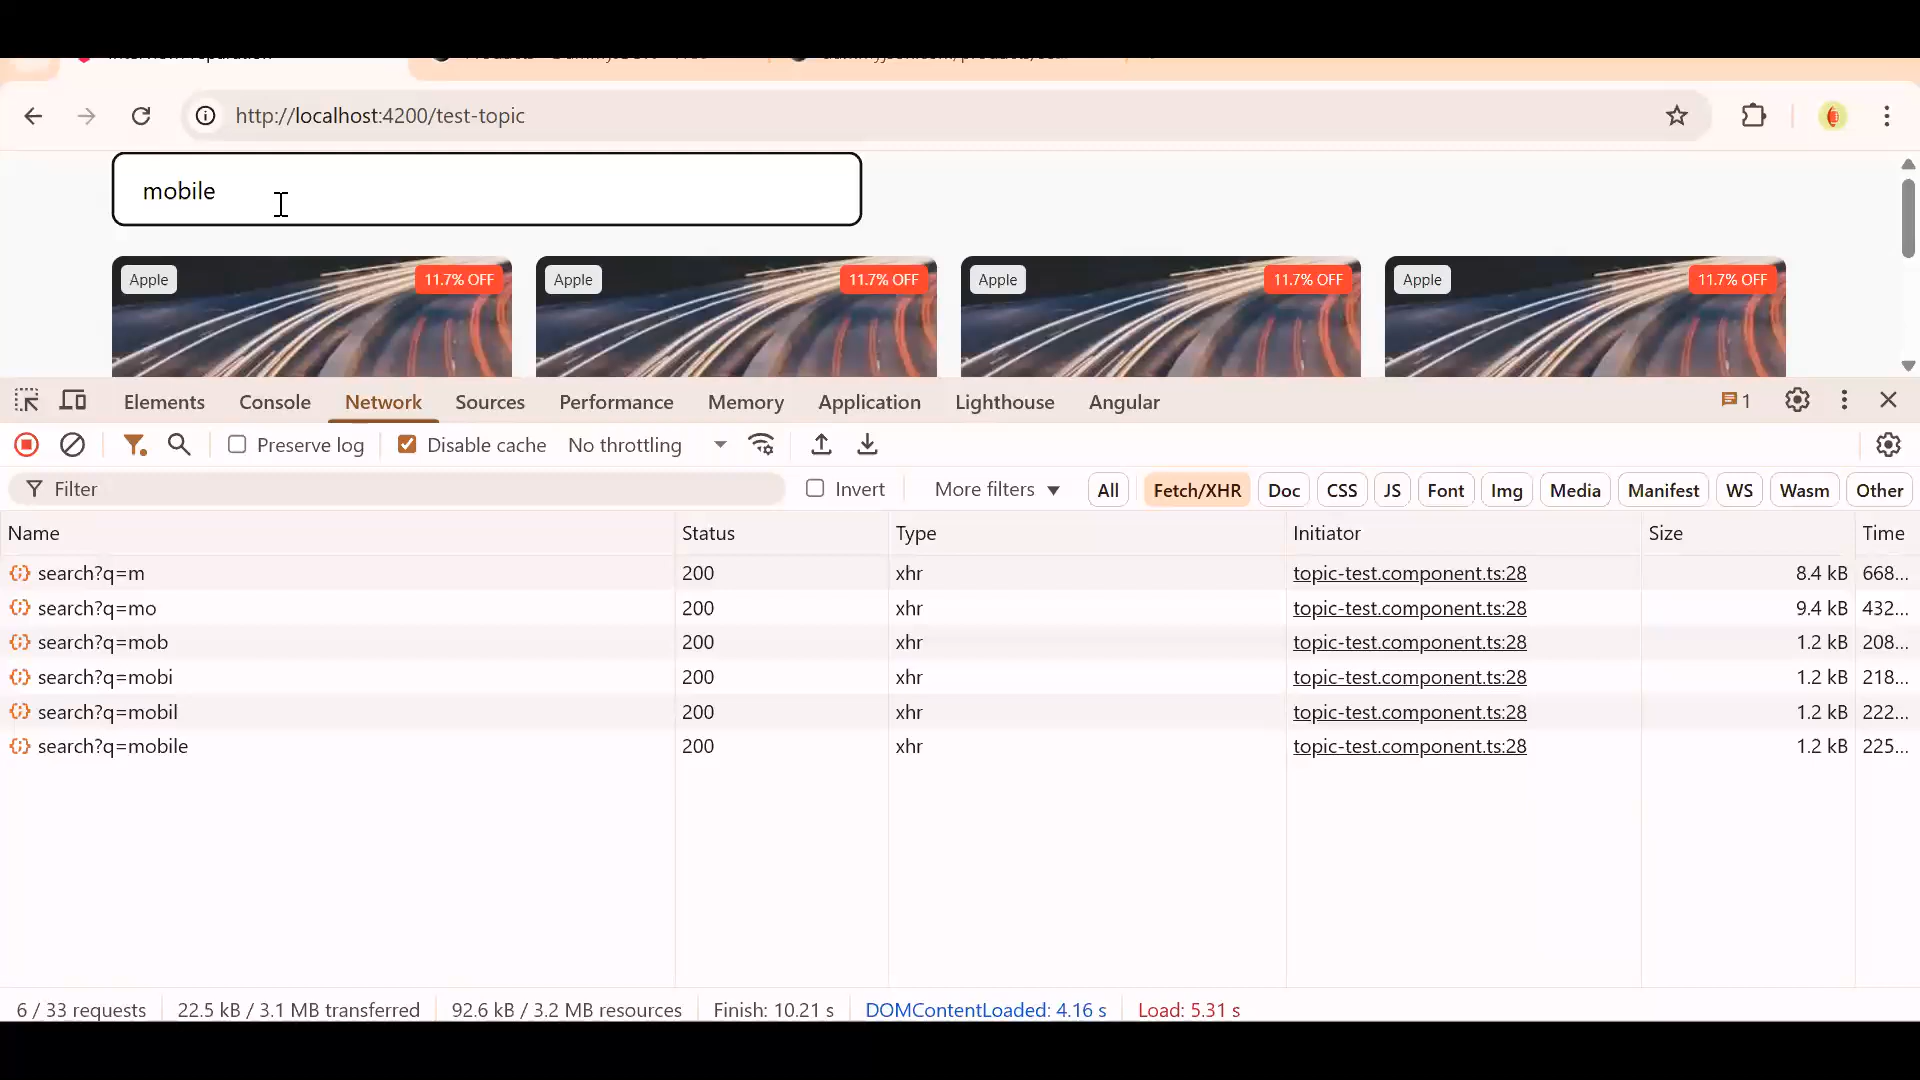 http://localhost:4200/test-topic
mobile
Apple 11.7% OFF Apple 11.7% OFF Apple 11.7% OFF Apple 11.7% OFF
Elements Console Network Sources Performance Memory Application Lighthouse Angular 1
Preserve log Disable cache No throttling
Filter Invert More filters All Fetch/XHR Doc CSS JS Font Img Media Manifest WS Wasm Other
Name Status Type Initiator Size Time
search?q=m 200 xhr topic-test.component.ts:28 8.4 kB 668...
search?q=mo 200 xhr topic-test.component.ts:28 9.4 kB 432...
search?q=mob 200 xhr topic-test.component.ts:28 1.2 kB 208...
search?q=mobi 200 xhr topic-test.component.ts:28 1.2 kB 218...
search?q=mobil 200 xhr topic-test.component.ts:28 1.2 kB 222...
search?q=mobile 200 xhr topic-test.component.ts:28 1.2 kB 225...
6 / 33 requests 22.5 kB / 3.1 MB transferred 92.6 kB / 3.2 MB resources Finish: 10.21 s DOMContentLoaded: 4.16 s Load: 5.31 s